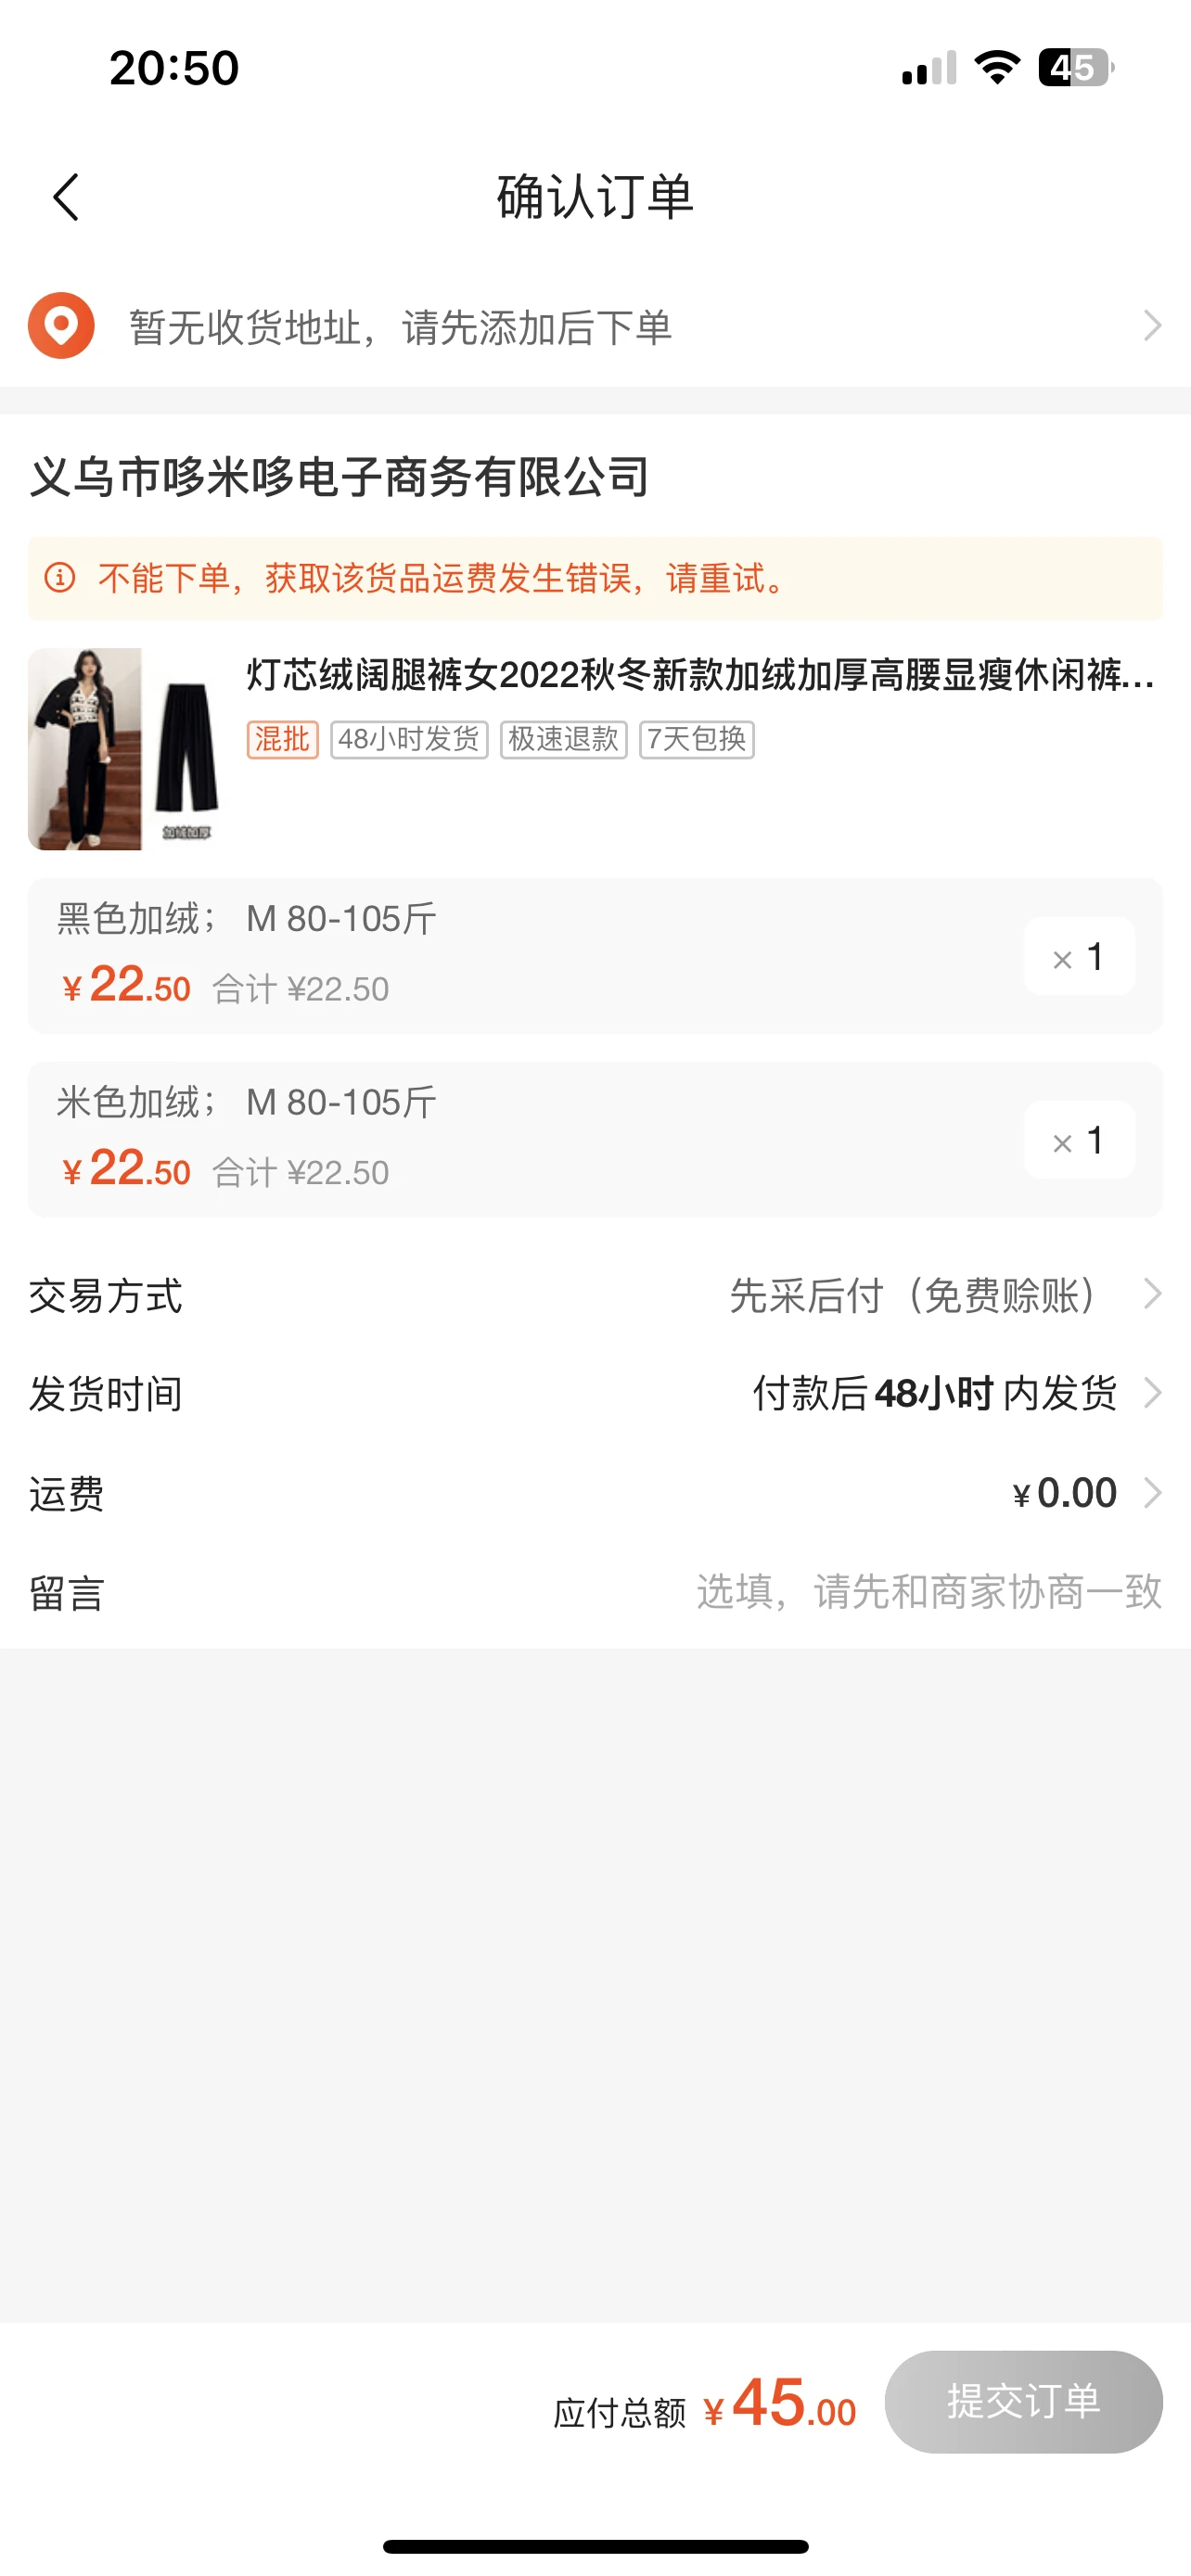 20:50
45
确认订单
暂无收货地址，请先添加后下单
义乌市哆米哆电子商务有限公司
不能下单，获取该货品运费发生错误，请重试。
灯芯绒阔腿裤女2022秋冬新款加绒加厚高腰显瘦休闲裤...
混批 48小时发货 极速退款 7天包换
加绒加厚
黑色加绒； M 80-105斤
¥22.50 合计 ¥22.50
× 1
米色加绒； M 80-105斤
¥22.50 合计 ¥22.50
× 1
交易方式 先采后付（免费赊账）
发货时间 付款后48小时内发货
运费 ¥0.00
留言 选填，请先和商家协商一致
应付总额 ¥45.00 提交订单